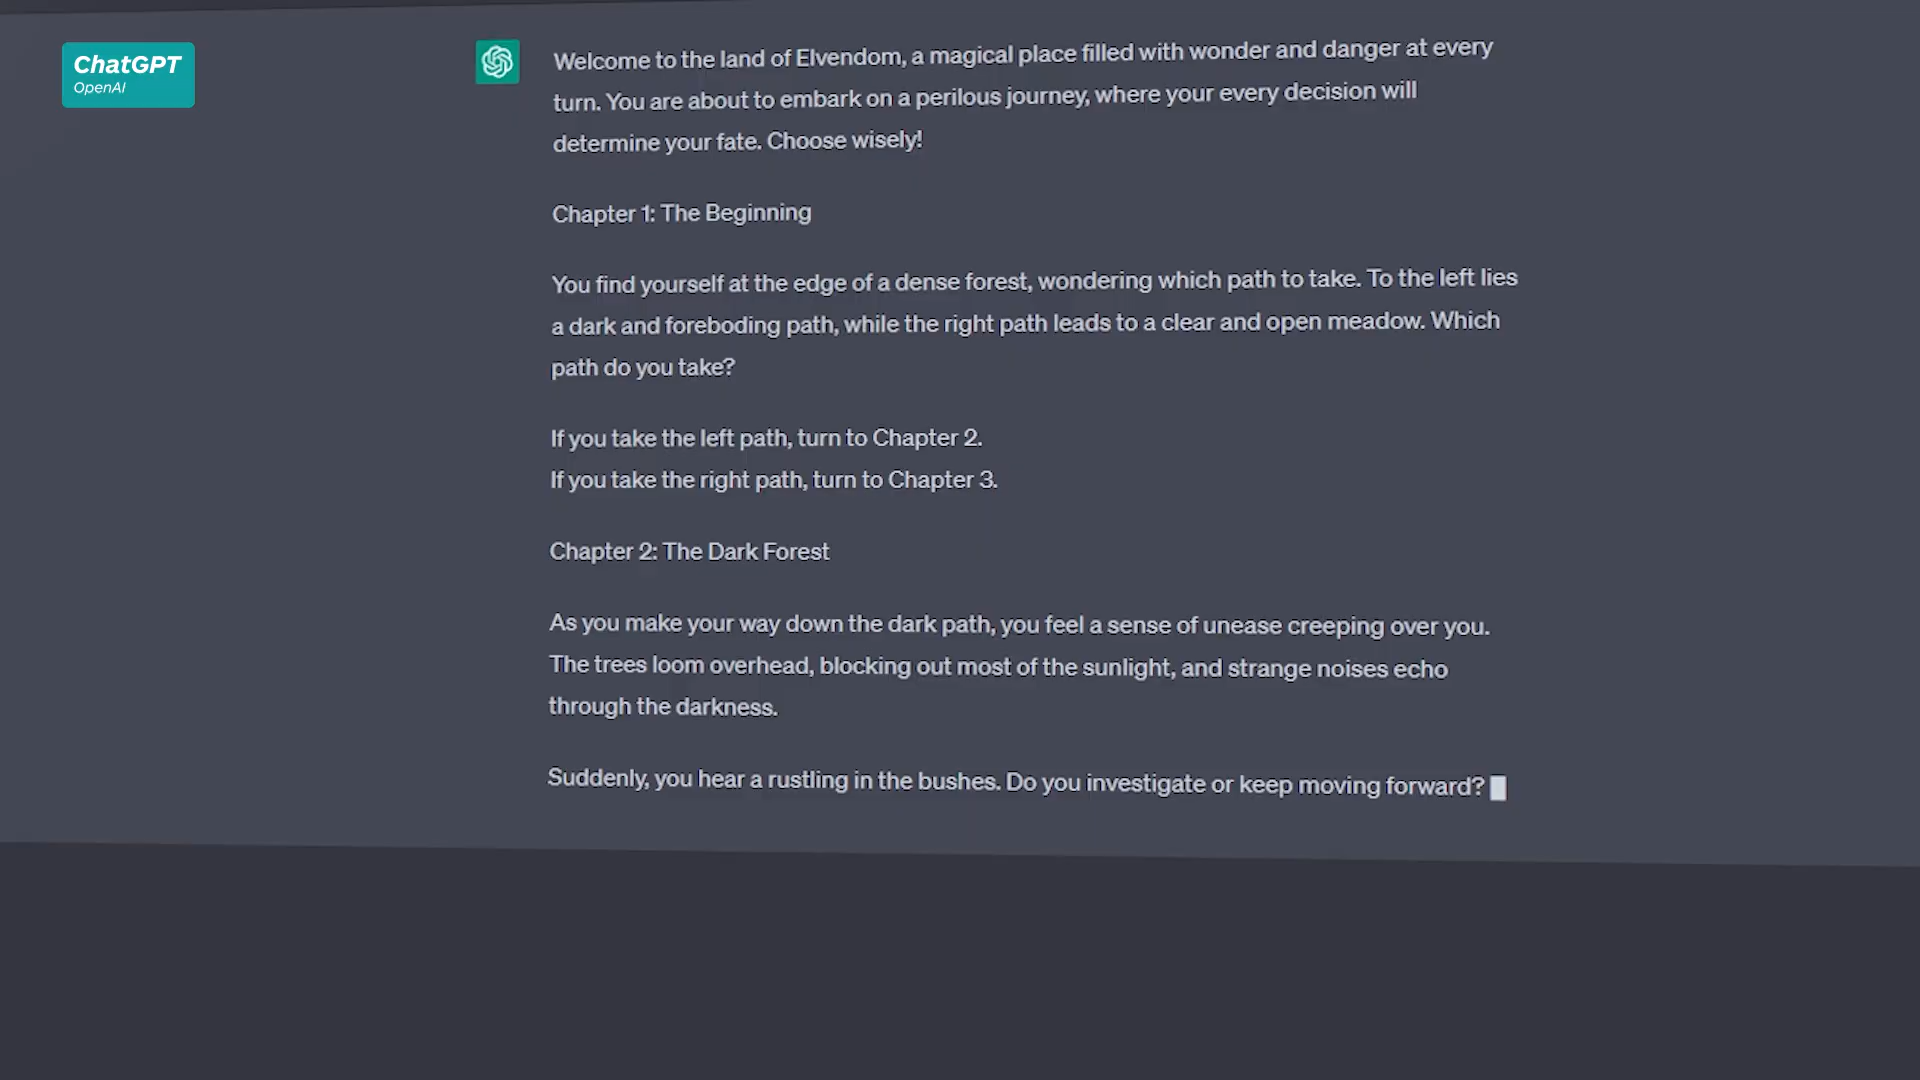 ChatGPT
OpenAI
Welcome to the land of Elvendom, a magical place filled with wonder and danger at every
turn. You are about to embark on a perilous journey, where your every decision will
determine your fate. Choose wisely!
Chapter 1: The Beginning
You find yourself at the edge of a dense forest, wondering which path to take. To the left lies
a dark and foreboding path, while the right path leads to a clear and open meadow. Which
path do you take?
If you take the left path, turn to Chapter 2.
If you take the right path, turn to Chapter 3.
Chapter 2: The Dark Forest
As you make your way down the dark path, you feel a sense of unease creeping over you.
The trees loom overhead, blocking out most of the sunlight, and strange noises echo
through the darkness.
Suddenly, you hear a rustling in the bushes. Do you investigate or keep moving forward?